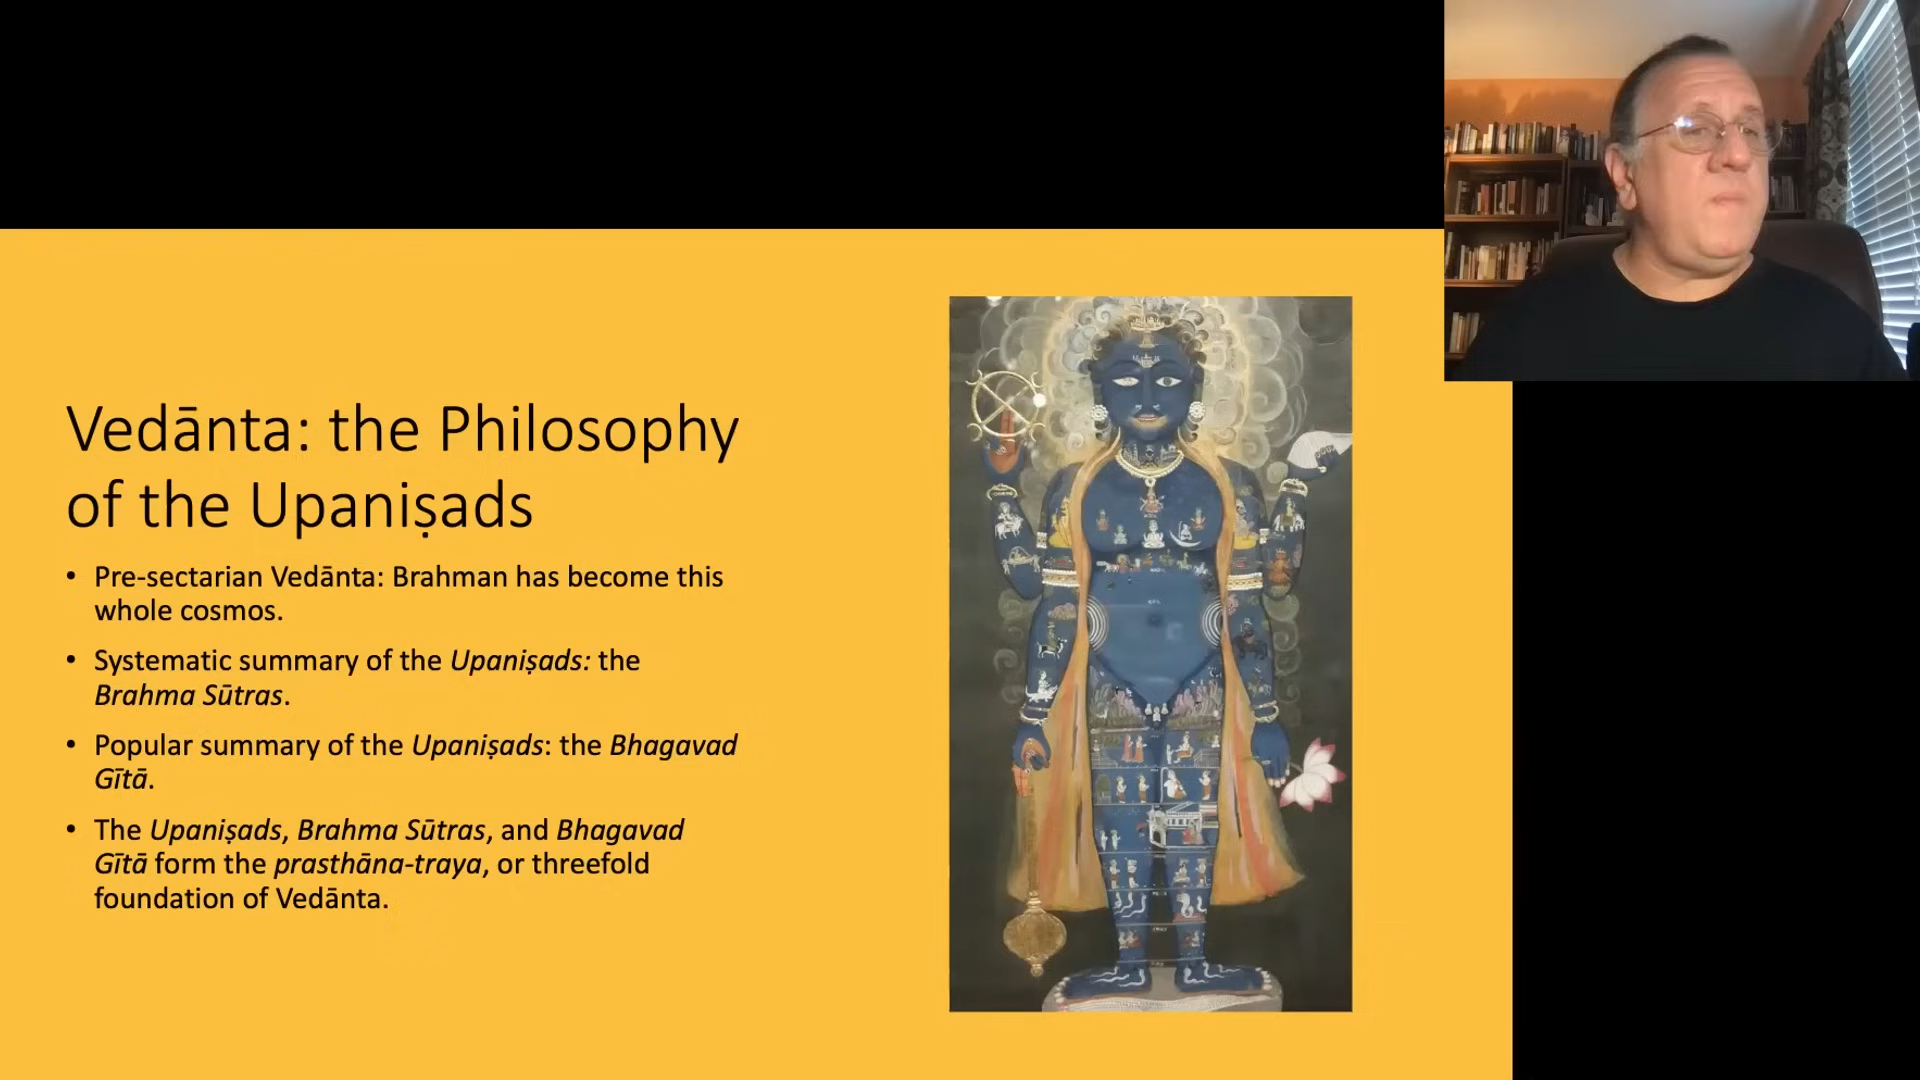 Vedānta: the Philosophy
of the Upaniṣads
• Pre-sectarian Vedānta: Brahman has become this
whole cosmos.
• Systematic summary of the Upaniṣads: the
Brahma Sūtras.
• Popular summary of the Upaniṣads: the Bhagavad
Gītā.
• The Upaniṣads, Brahma Sūtras, and Bhagavad
Gītā form the prasthāna-traya, or threefold
foundation of Vedānta.